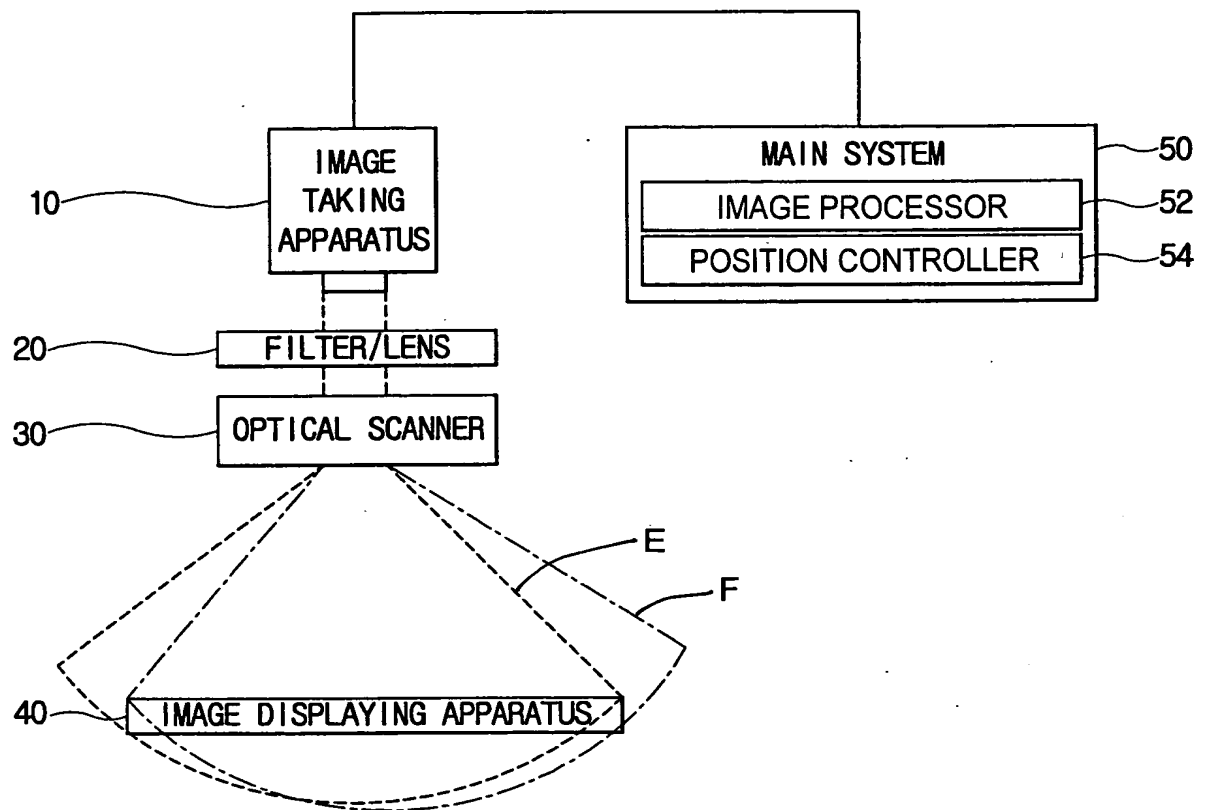 IMAGE
TAKING
APPARATUS
10
MAIN SYSTEM
50
IMAGE PROCESSOR
52
POSITION CONTROLLER
54
20
FILTER/LENS
30
OPTICAL SCANNER
E
F
40
IMAGE DISPLAYING APPARATUS